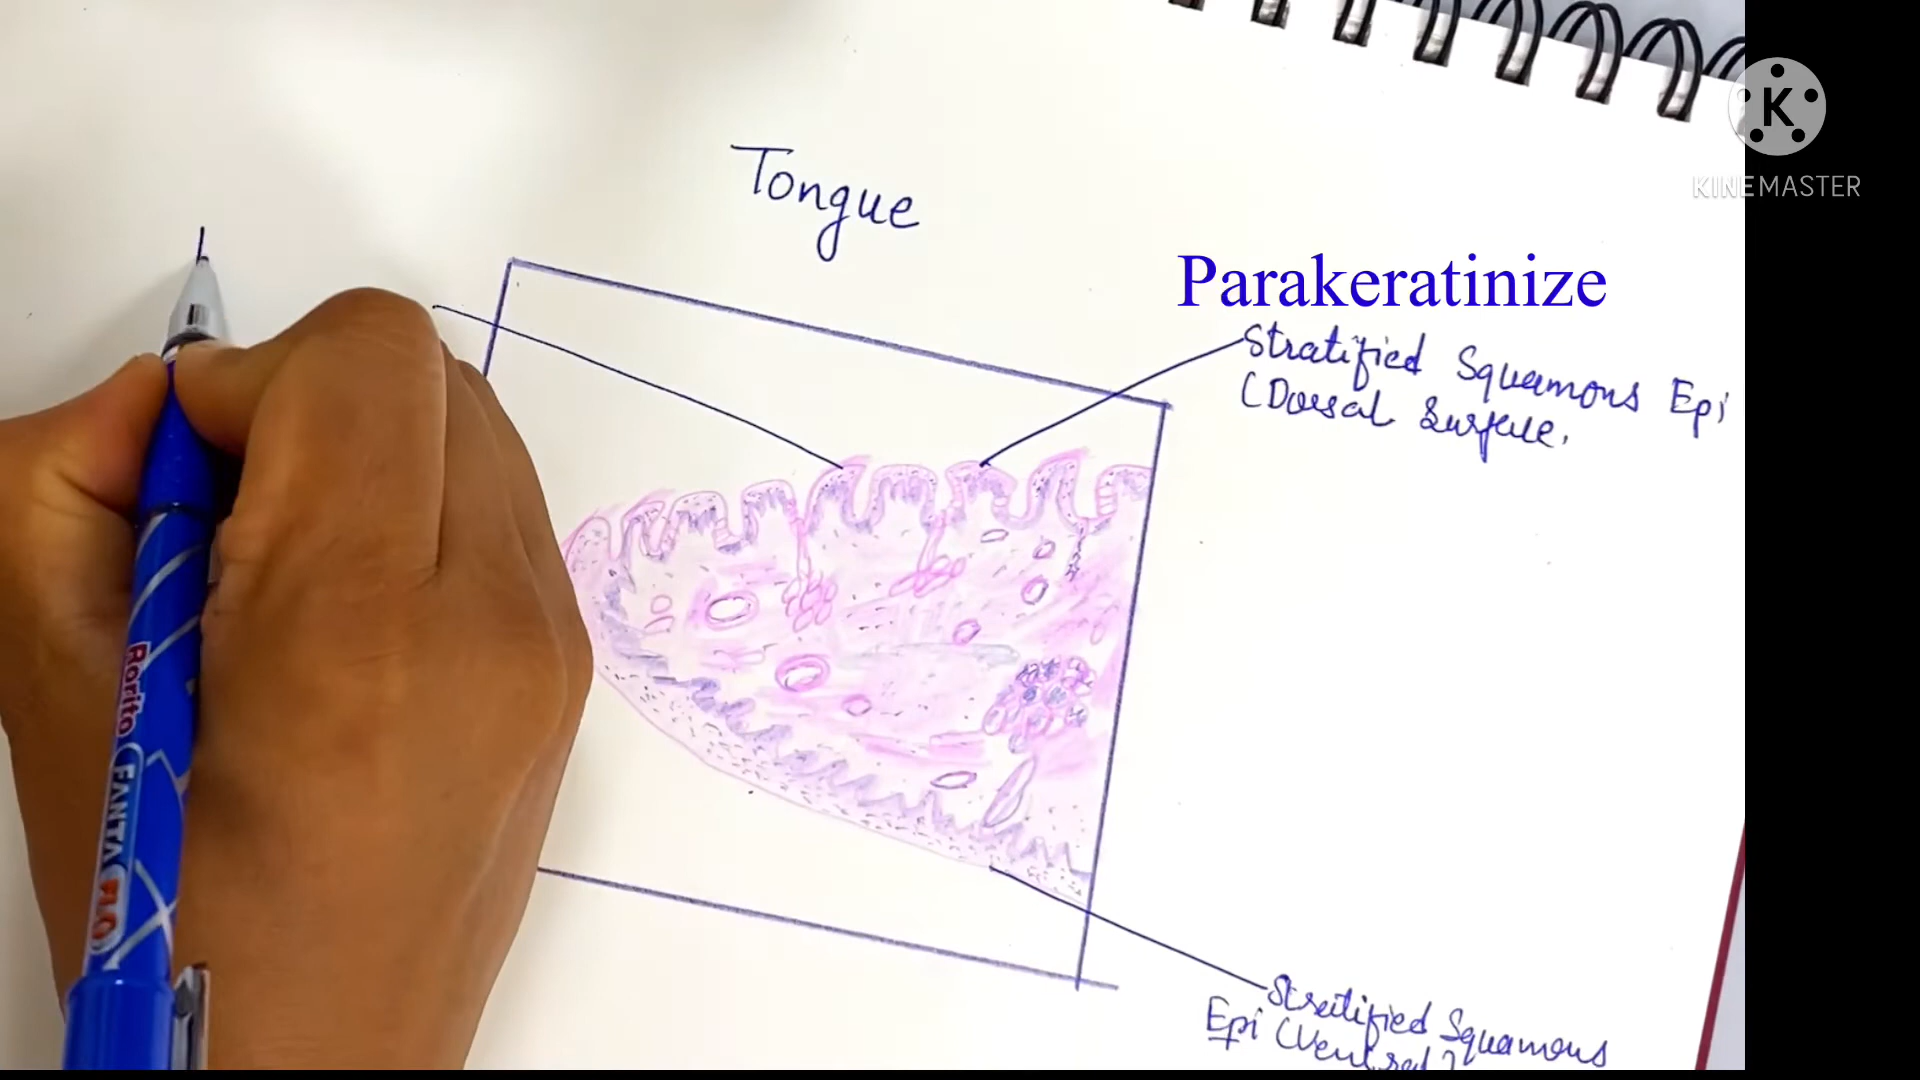 KINEMASTER
Tongue
Parakeratinize
Stratified Squamous Epi
(Dorsal Surface.
Rorito FANTA FLO
Stratified Squamous
Epi (Ventral)